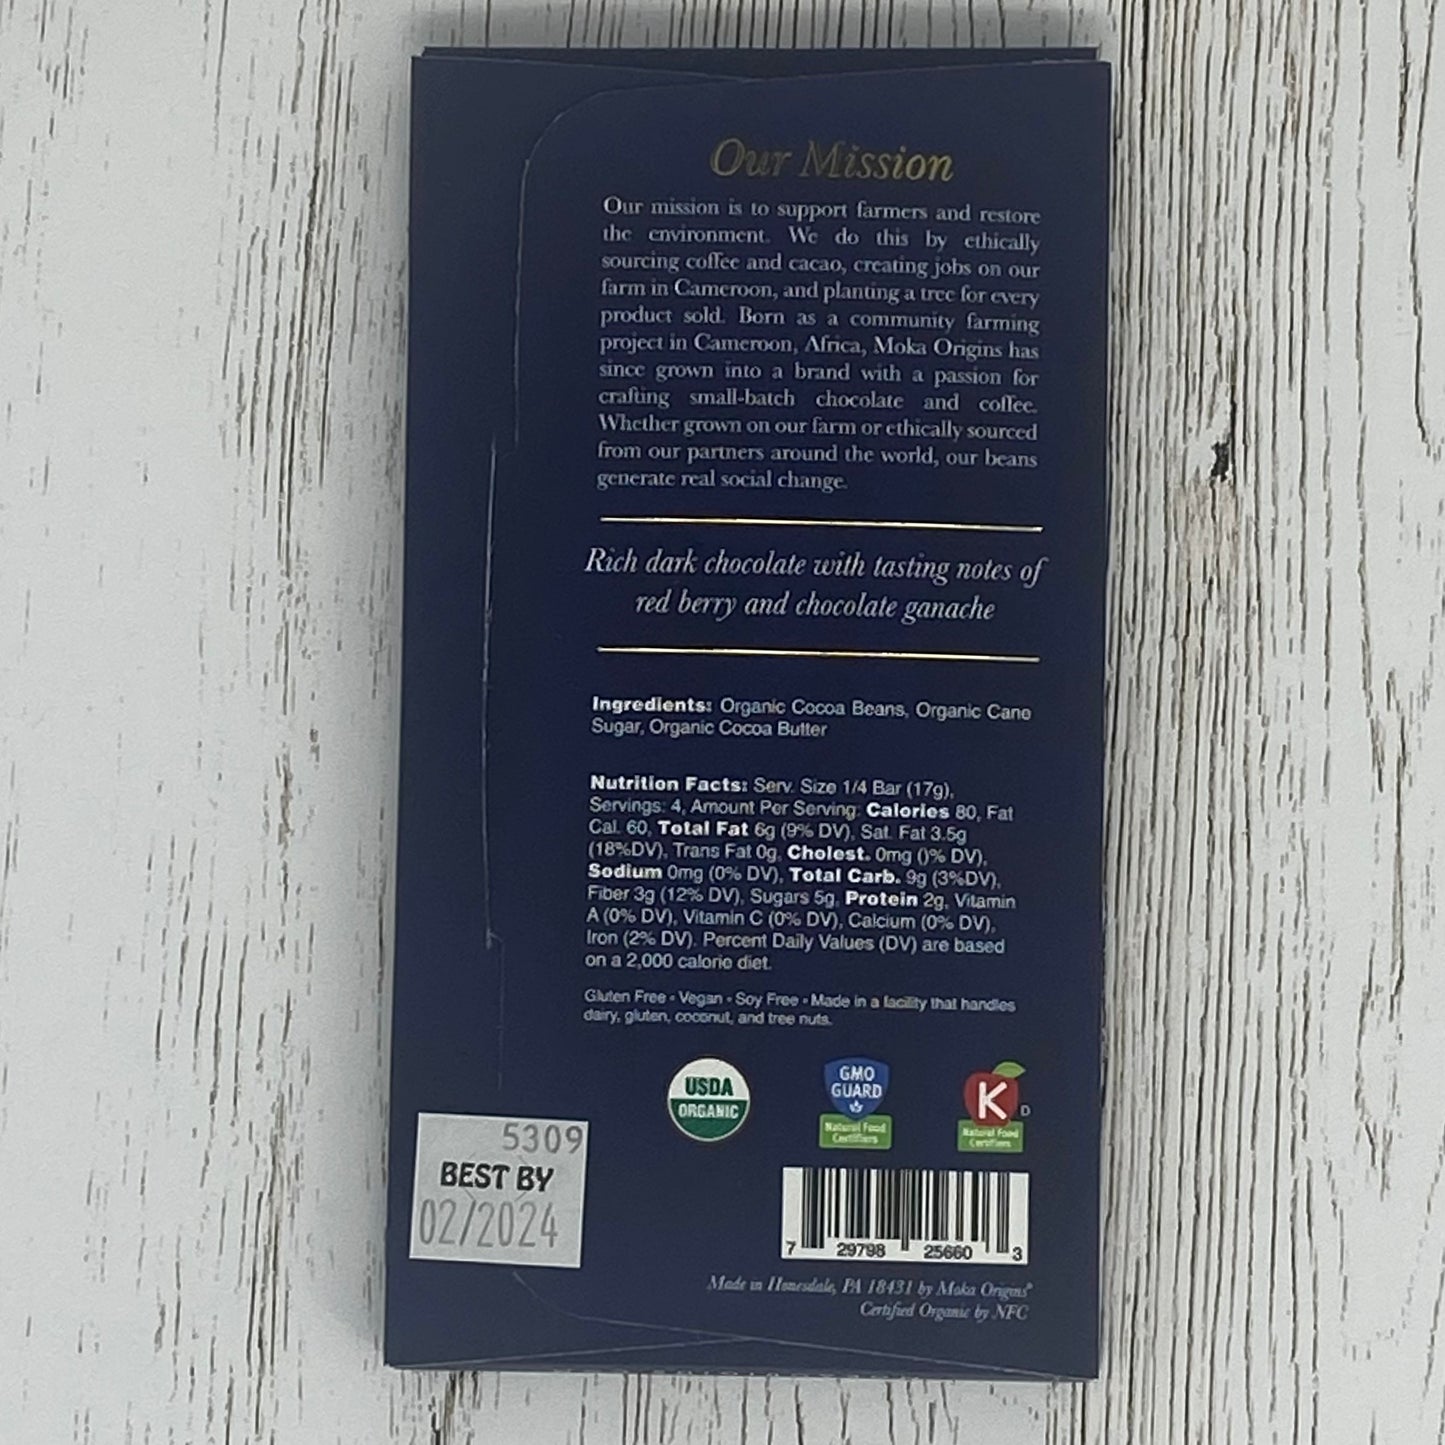 Our Mission
Our mission is to support farmers and restore
the environment. We do this by ethically
sourcing coffee and cacao, creating jobs on our
farm in Cameroon, and planting a tree for every
product sold. Born as a community farming
project in Cameroon, Africa, Moka Origins has
since grown into a brand with a passion for
crafting small-batch chocolate and coffee.
Whether grown on our farm or ethically sourced
from our partners around the world, our beans
generate real social change.
Rich dark chocolate with tasting notes of
red berry and chocolate ganache
Ingredients: Organic Cocoa Beans, Organic Cane
Sugar, Organic Cocoa Butter
Nutrition Facts: Serv. Size 1/4 Bar (17g),
Servings: 4, Amount Per Serving: Calories 80, Fat
Cal. 60, Total Fat 6g (9% DV), Sat. Fat 3.5g
(18%DV), Trans Fat 0g, Cholest. 0mg ()% DV),
Sodium 0mg (0% DV), Total Carb. 9g (3%DV),
Fiber 3g (12% DV), Sugars 5g, Protein 2g, Vitamin
A (0% DV), Vitamin C (0% DV), Calcium (0% DV),
Iron (2% DV). Percent Daily Values (DV) are based
on a 2,000 calorie diet.
Gluten Free • Vegan • Soy Free • Made in a facility that handles
dairy, gluten, coconut, and tree nuts.
USDA
ORGANIC
GMO
GUARD
Natural Food
Certifiers
K D
Natural Food
Certifiers
5309
BEST BY
02/2024
7 29798 25660 3
Made in Honesdale, PA 18431 by Moka Origins®
Certified Organic by NFC